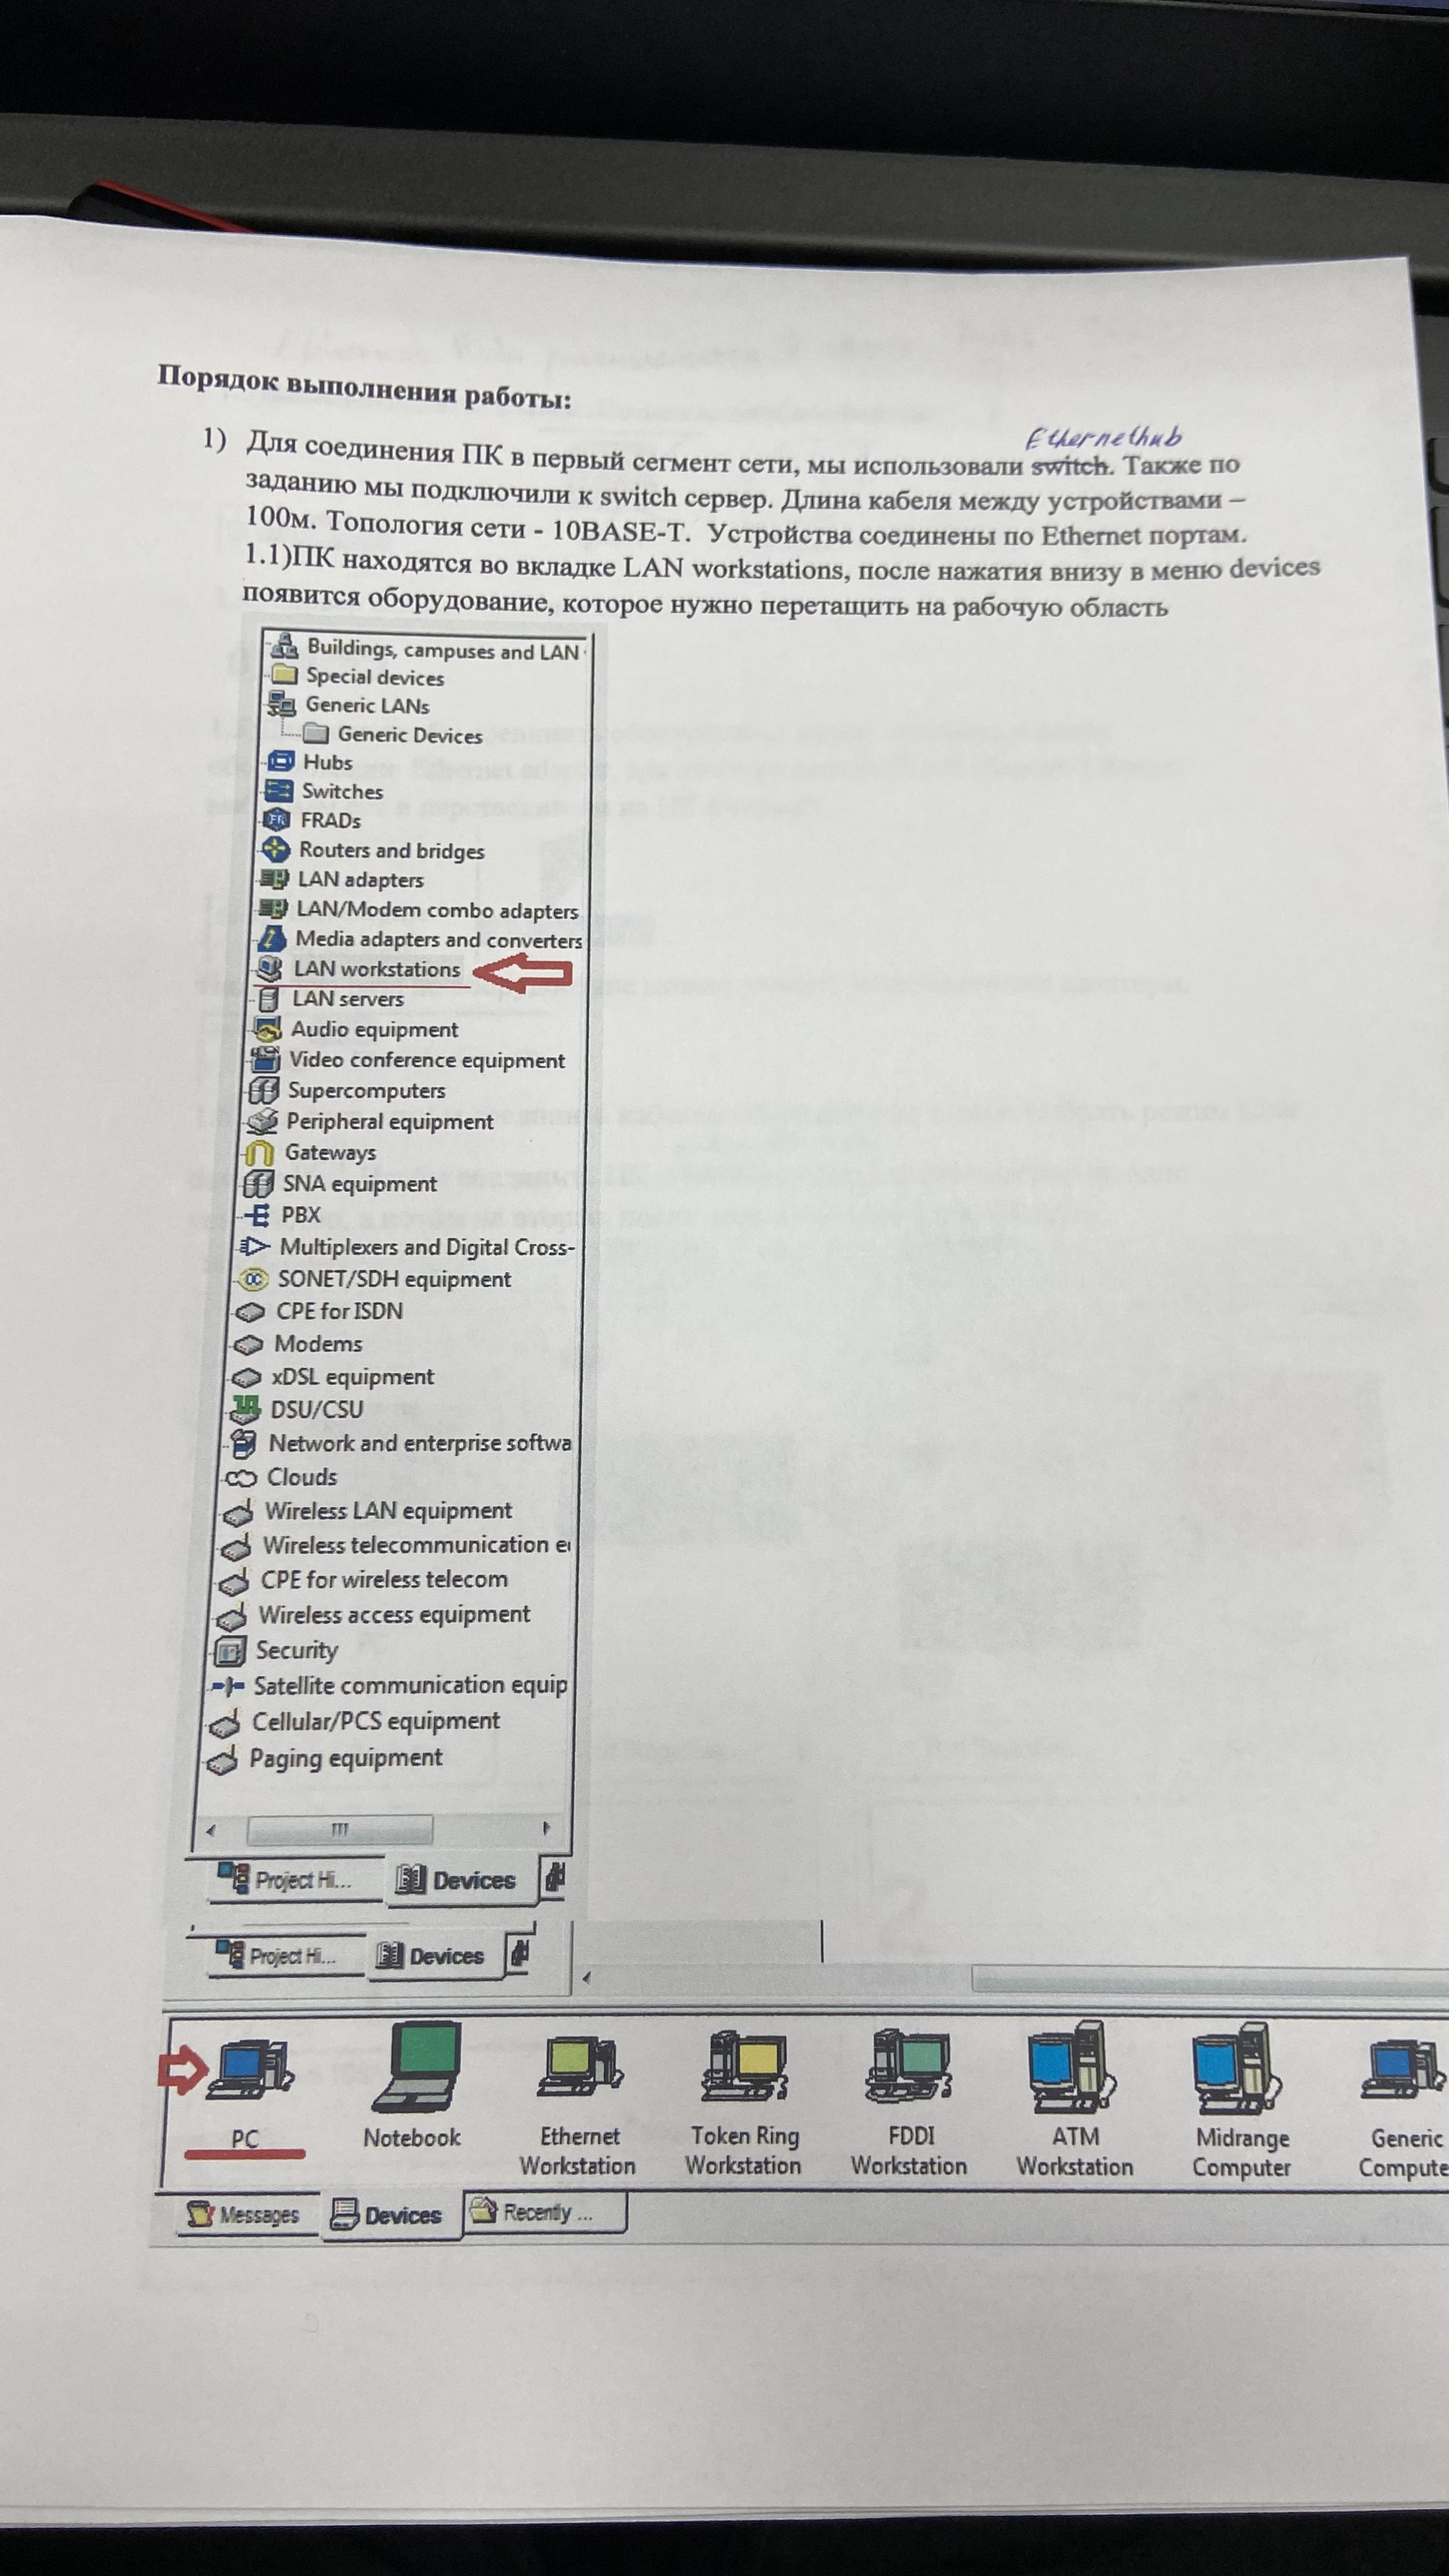 Порядок выполнения работы:
Ethernethub
1) Для соединения ПК в первый сегмент сети, мы использовали switch. Также по
заданию мы подключили к switch сервер. Длина кабеля между устройствами –
100м. Топология сети - 10BASE-T. Устройства соединены по Ethernet портам.
1.1)ПК находятся во вкладке LAN workstations, после нажатия внизу в меню devices
появится оборудование, которое нужно перетащить на рабочую область
Buildings, campuses and LAN
Special devices
Generic LANs
Generic Devices
Hubs
Switches
FRADs
Routers and bridges
LAN adapters
LAN/Modem combo adapters
Media adapters and converters
LAN workstations
LAN servers
Audio equipment
Video conference equipment
Supercomputers
Peripheral equipment
Gateways
SNA equipment
PBX
Multiplexers and Digital Cross-
SONET/SDH equipment
CPE for ISDN
Modems
xDSL equipment
DSU/CSU
Network and enterprise softwa
Clouds
Wireless LAN equipment
Wireless telecommunication e
CPE for wireless telecom
Wireless access equipment
Security
Satellite communication equip
Cellular/PCS equipment
Paging equipment
Project Hi... Devices
Project Hi... Devices
PC Notebook Ethernet Token Ring FDDI ATM Midrange Generic
Workstation Workstation Workstation Workstation Computer Compute
Messages Devices Recently ...